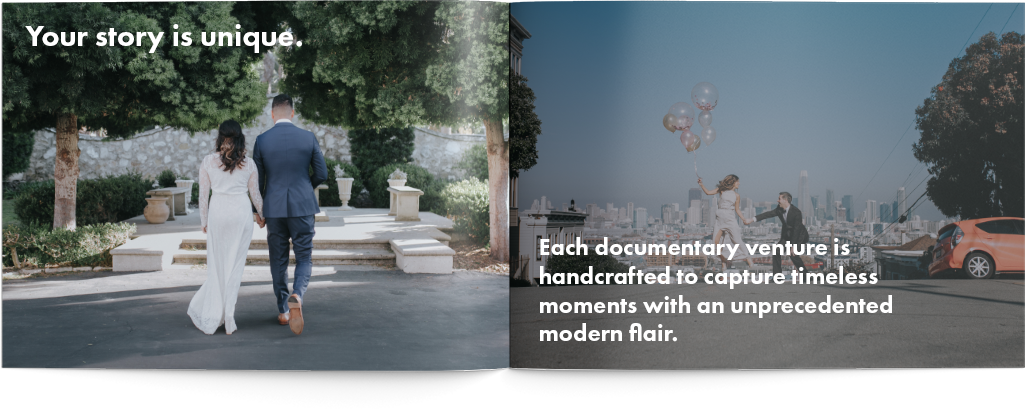 Your story is unique.
Each documentary venture is
handcrafted to capture timeless
moments with an unprecedented
modern flair.